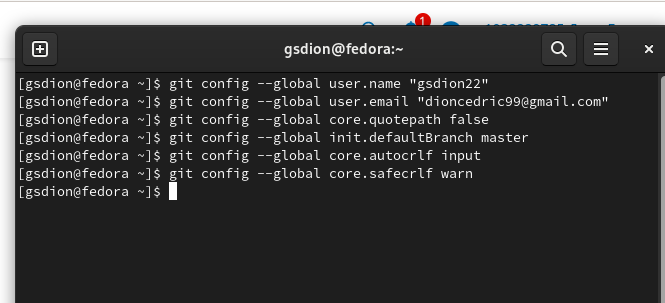 1
gsdion@fedora:~
[gsdion@fedora ~]$ git config --global user.name "gsdion22"
[gsdion@fedora ~]$ git config --global user.email "dioncedric99@gmail.com"
[gsdion@fedora ~]$ git config --global core.quotepath false
[gsdion@fedora ~]$ git config --global init.defaultBranch master
[gsdion@fedora ~]$ git config --global core.autocrlf input
[gsdion@fedora ~]$ git config --global core.safecrlf warn
[gsdion@fedora ~]$